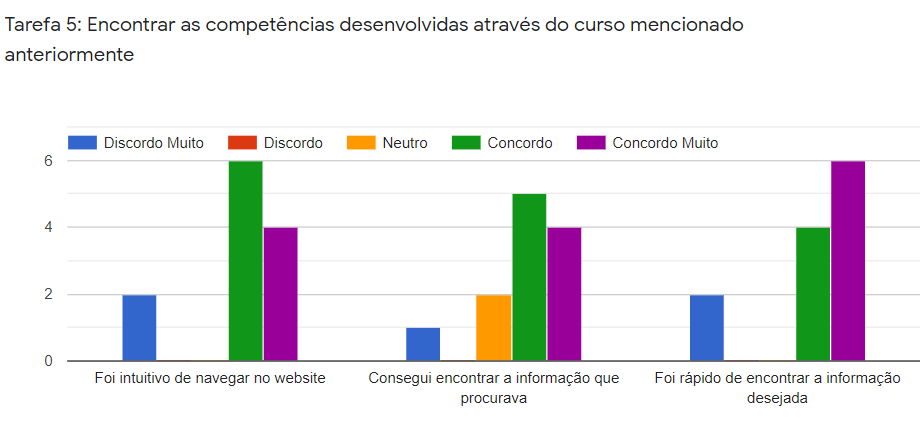 Tarefa 5: Encontrar as competências desenvolvidas através do curso mencionado
anteriormente
Discordo Muito Discordo Neutro Concordo Concordo Muito
6
4
2
0
Foi intuitivo de navegar no website
Consegui encontrar a informação que
procurava
Foi rápido de encontrar a informação
desejada